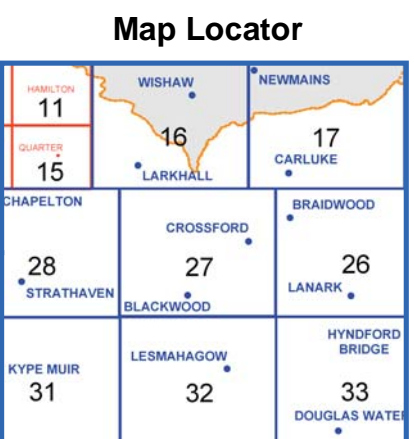 Map Locator
HAMILTON
11
WISHAW
16
NEWMAINS
17
QUARTER
15
LARKHALL
CARLUKE
CHAPELTON
28
STRATHAVEN
CROSSFORD
27
BLACKWOOD
BRAIDWOOD
26
LANARK
KYPE MUIR
31
LESMAHAGOW
32
HYNDFORD
BRIDGE
33
DOUGLAS WATER